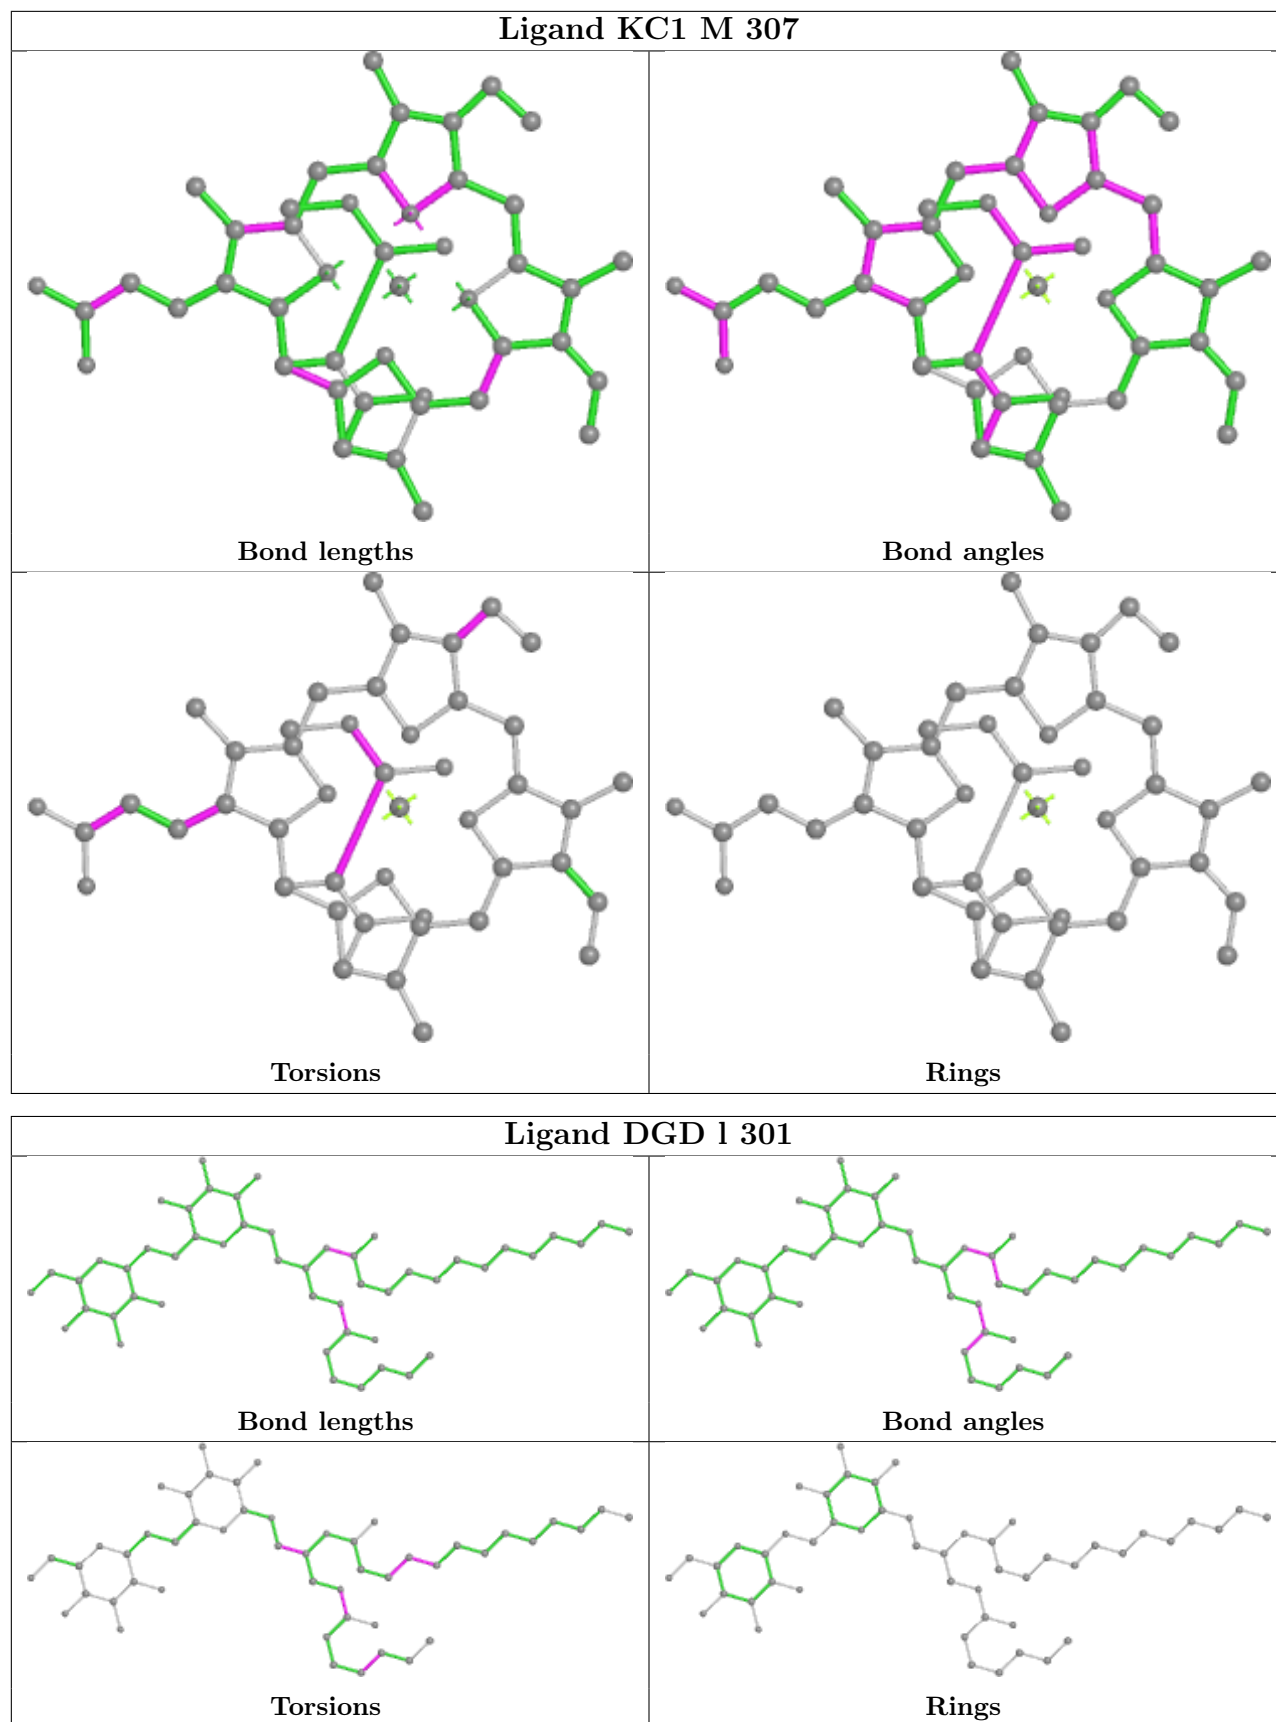 Ligand KC1 M 307
Bond lengths
Bond angles
Torsions
Rings
Ligand DGD l 301
Bond lengths
Bond angles
Torsions
Rings